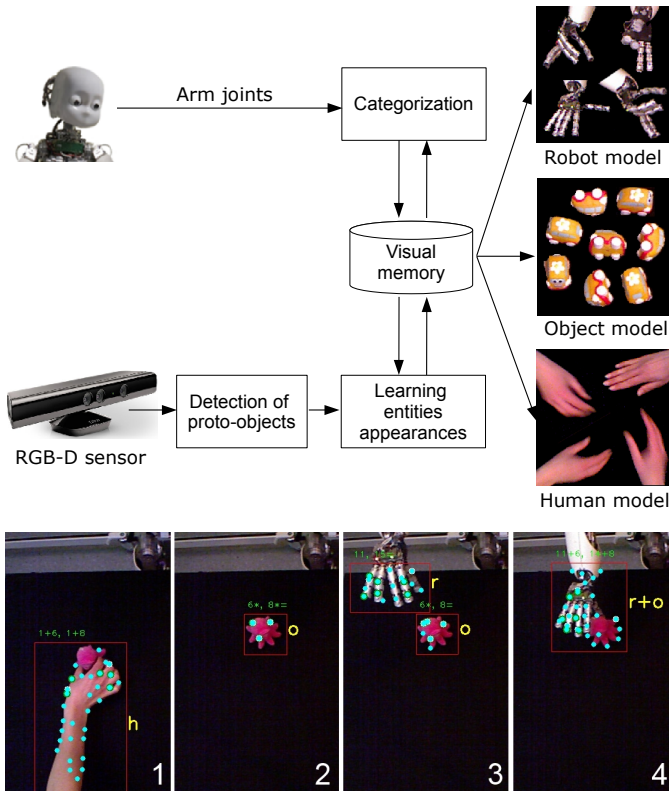 Arm joints
Categorization
Robot model
Visual
memory
Object model
Detection of
proto-objects
Learning
entities
appearances
RGB-D sensor
Human model
1+6, 1+8
h
1
6*, 8*=
o
2
r
6*, 8=
o
3
r+o
4